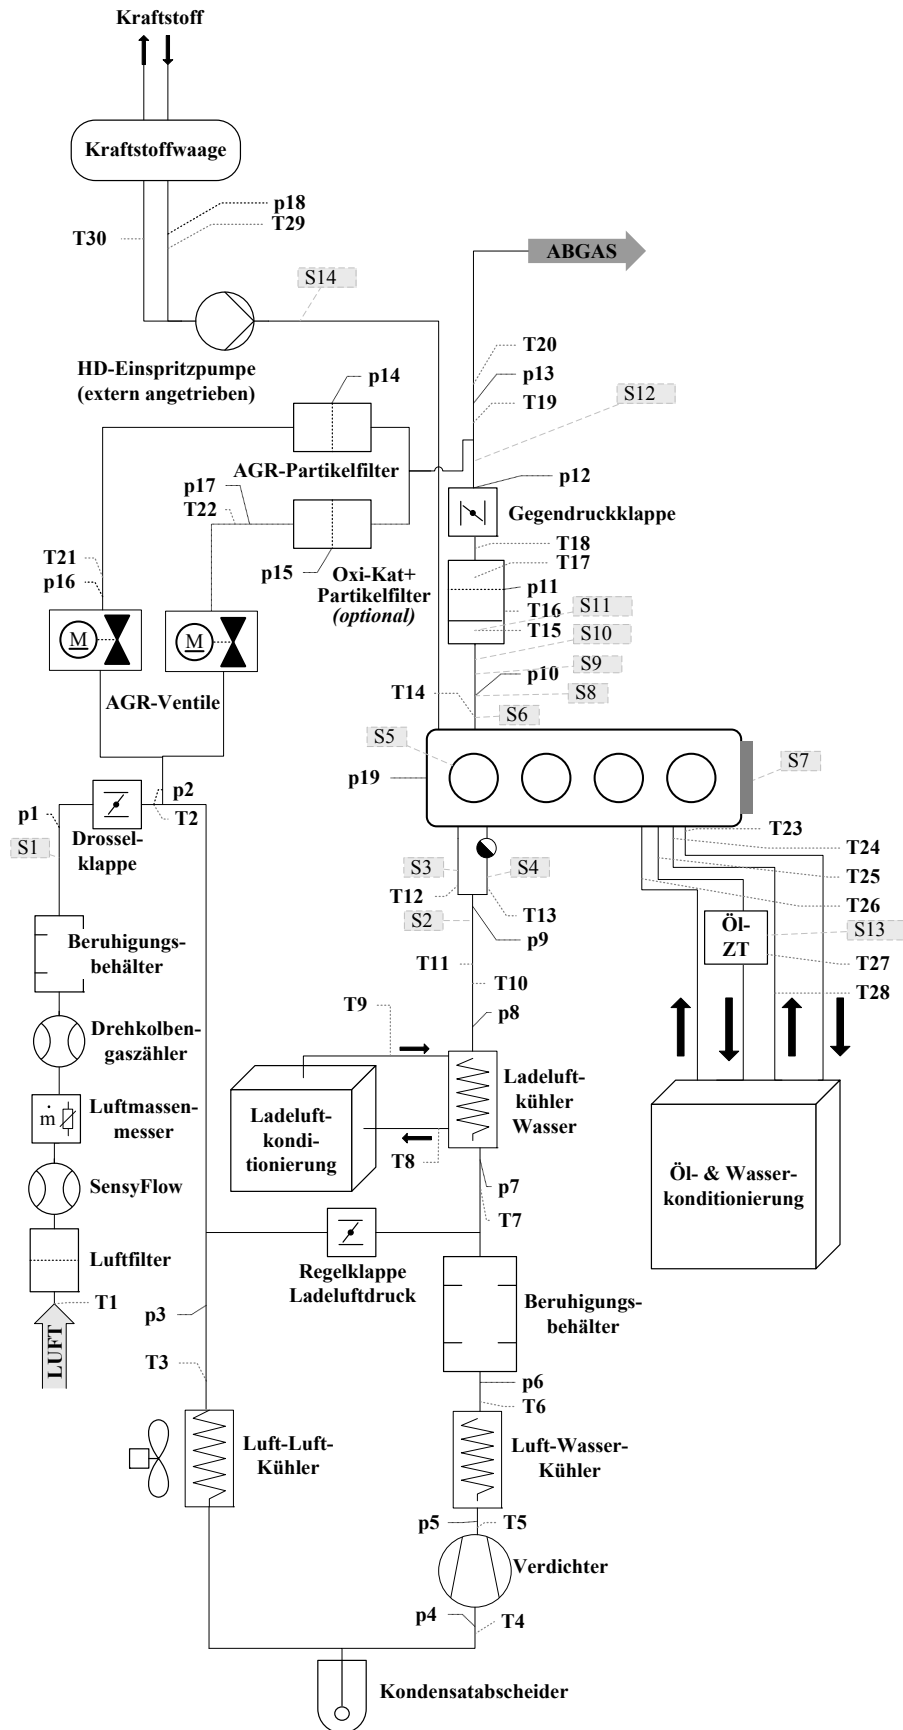 Kraftstoff
Kraftstoffwaage
p18
T29
T30
ABGAS
S14
HD-Einspritzpumpe
(extern angetrieben)
T20
p13
T19
S12
p14
AGR-Partikelfilter
p12
Gegendruckklappe
p17
T22
p15
Oxi-Kat+
Partikelfilter
(optional)
T18
T17
p11
T16
S11
T15
S10
S9
p10
S8
T14
S6
T21
p16
M
M
AGR-Ventile
S5
p19
S7
p1
S1
p2
T2
Drossel-
klappe
T23
T24
T25
T26
S3
S4
T12
T13
S2
p9
Öl-
ZT
S13
T27
T28
T11
T10
p8
T9
Beruhigungs-
behälter
Drehkolben-
gaszähler
ṁ
Luftmassen-
messer
SensyFlow
Luftfilter
T1
LUFT
Ladeluft-
kondi-
tionierung
T8
Ladeluft-
kühler
Wasser
p7
T7
Öl- & Wasser-
konditionierung
Regelklappe
Ladeluftdruck
p3
T3
Beruhigungs-
behälter
p6
T6
Luft-Luft-
Kühler
Luft-Wasser-
Kühler
p5
T5
Verdichter
p4
T4
Kondensatabscheider